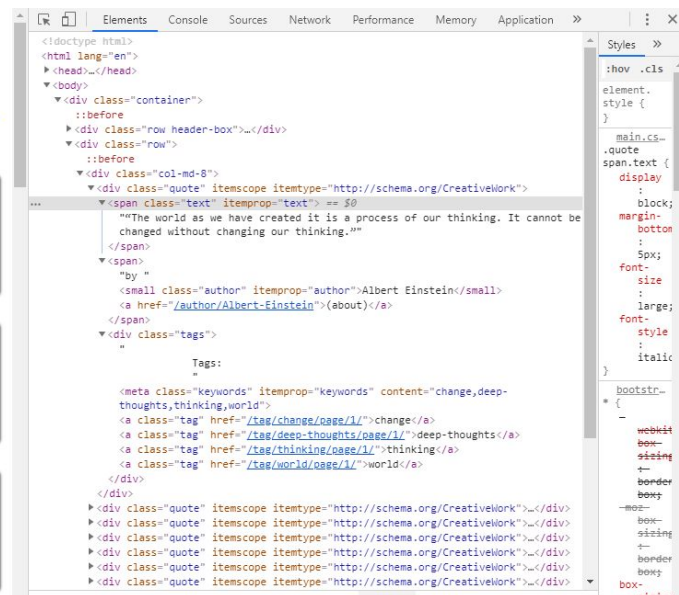 Elements Console Sources Network Performance Memory Application »
<!doctype html>
<html lang="en">
<head>…</head>
<body>
<div class="container">
::before
<div class="row header-box">…</div>
<div class="row">
::before
<div class="col-md-8">
<div class="quote" itemscope itemtype="http://schema.org/CreativeWork">
<span class="text" itemprop="text"> == $0
"“The world as we have created it is a process of our thinking. It cannot be
changed without changing our thinking.”"
</span>
<span>
"by "
<small class="author" itemprop="author">Albert Einstein</small>
<a href="/author/Albert-Einstein">(about)</a>
</span>
<div class="tags">
"
Tags:
"
<meta class="keywords" itemprop="keywords" content="change,deep-
thoughts,thinking,world">
<a class="tag" href="/tag/change/page/1/">change</a>
<a class="tag" href="/tag/deep-thoughts/page/1/">deep-thoughts</a>
<a class="tag" href="/tag/thinking/page/1/">thinking</a>
<a class="tag" href="/tag/world/page/1/">world</a>
</div>
</div>
<div class="quote" itemscope itemtype="http://schema.org/CreativeWork">…</div>
<div class="quote" itemscope itemtype="http://schema.org/CreativeWork">…</div>
<div class="quote" itemscope itemtype="http://schema.org/CreativeWork">…</div>
<div class="quote" itemscope itemtype="http://schema.org/CreativeWork">…</div>
<div class="quote" itemscope itemtype="http://schema.org/CreativeWork">…</div>
<div class="quote" itemscope itemtype="http://schema.org/CreativeWork">…</div>
Styles »
:hov .cls
element.
style {
}
main.cs…
.quote
span.text {
display
:
block;
margin-
bottom
:
5px;
font-
size
:
large;
font-
style
:
italic
}
bootstr…
* {
-
webkit
box-
sizing
:
border
box;
-moz-
box-
sizing
:
border
box;
box-